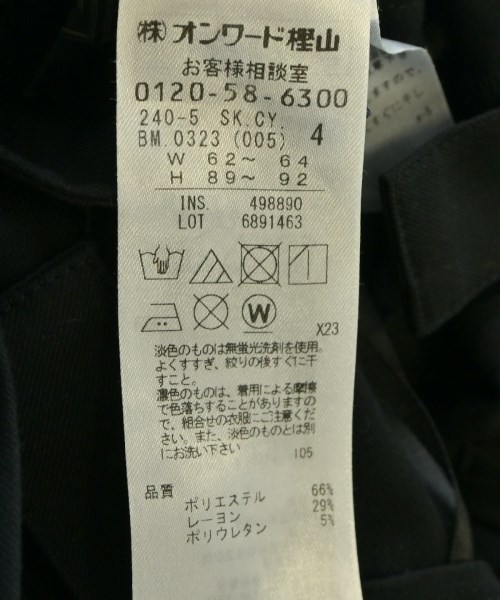 ㈱オンワード樫山
お客様相談室
0120-58-6300
240-5 SK.CY.
BM.0323 (005) 4
W 62～ 64
H 89～ 92
INS. 498890
LOT 6891463
W
X23
淡色のものは無蛍光洗剤を使用。
よくすすぎ、絞りの後すぐに干
すこと。
濃色のものは、着用による摩擦
で色落ちすることがありますの
で、組合せの衣服にご注意くだ
さい。また、淡色のものとは別
にお洗い下さい
105
品質
ポリエステル 66%
レーヨン 29%
ポリウレタン 5%